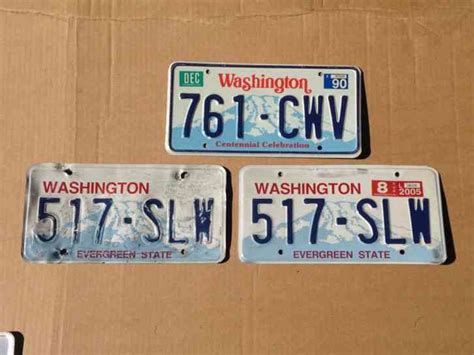 DEC Washington 90
761-CWV
Centennial Celebration
WASHINGTON
517-SLW
EVERGREEN STATE
WASHINGTON 8 2005
517-SLW
EVERGREEN STATE